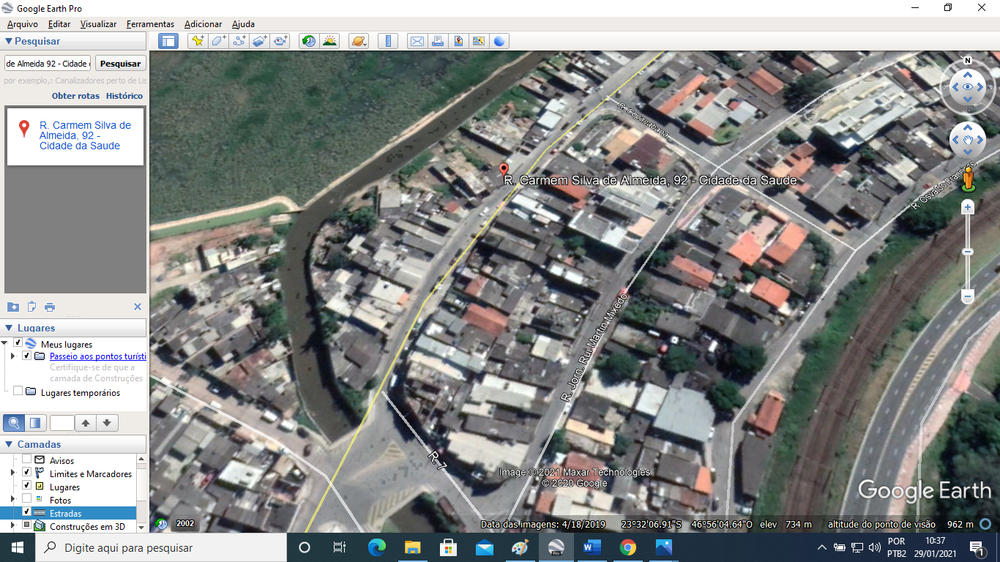 Google Earth Pro
Arquivo Editar Visualizar Ferramentas Adicionar Ajuda
Pesquisar
de Almeida 92 - Cidade
Pesquisar
por exemplo,: Canalizadores perto de Lis
Obter rotas Histórico
R. Carmem Silva de
Almeida, 92 -
Cidade da Saude
Lugares
Meus lugares
Passeio aos pontos turísti
Certifique-se de que a
camada de Construções
Lugares temporários
Camadas
Avisos
Limites e Marcadores
Lugares
Fotos
Estradas
Construções em 3D
N
R. Copacabana
R. Carmem Silva de Almeida, 92 - Cidade da Saude
R. Osvaldo Francisco
R. Jorn. Rui Martin Mixedo
R. 7
Image © 2021 Maxar Technologies
© 2020 Google
Google Earth
2002
Data das imagens: 4/18/2019 23°32'06.91"S 46°56'04.64"O elev 734 m altitude do ponto de visão 962 m
Digite aqui para pesquisar
POR
PTB2
10:37
29/01/2021
1